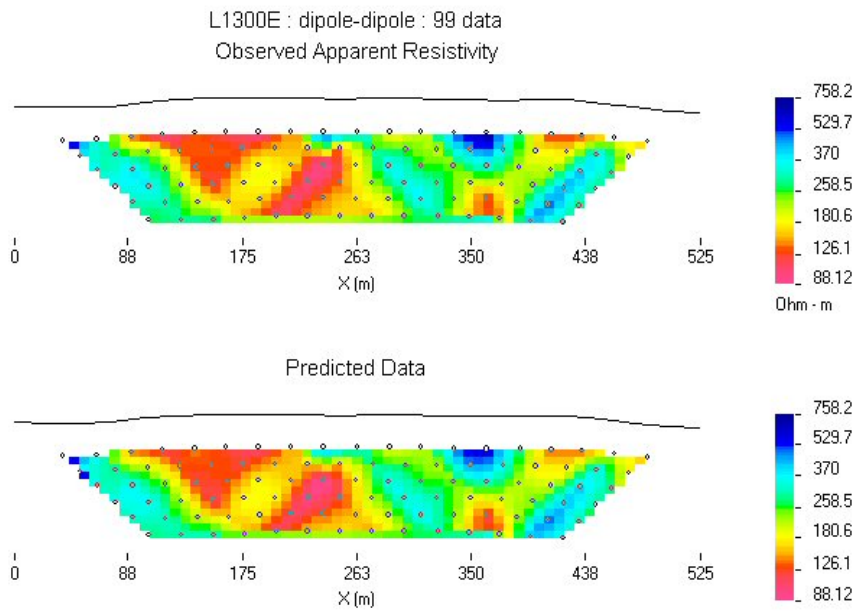 L1300E : dipole-dipole : 99 data
Observed Apparent Resistivity
758.2
529.7
370
258.5
180.6
126.1
88.12
Ohm - m
0 88 175 263 350 438 525
X (m)
Predicted Data
758.2
529.7
370
258.5
180.6
126.1
88.12
0 88 175 263 350 438 525
X (m)